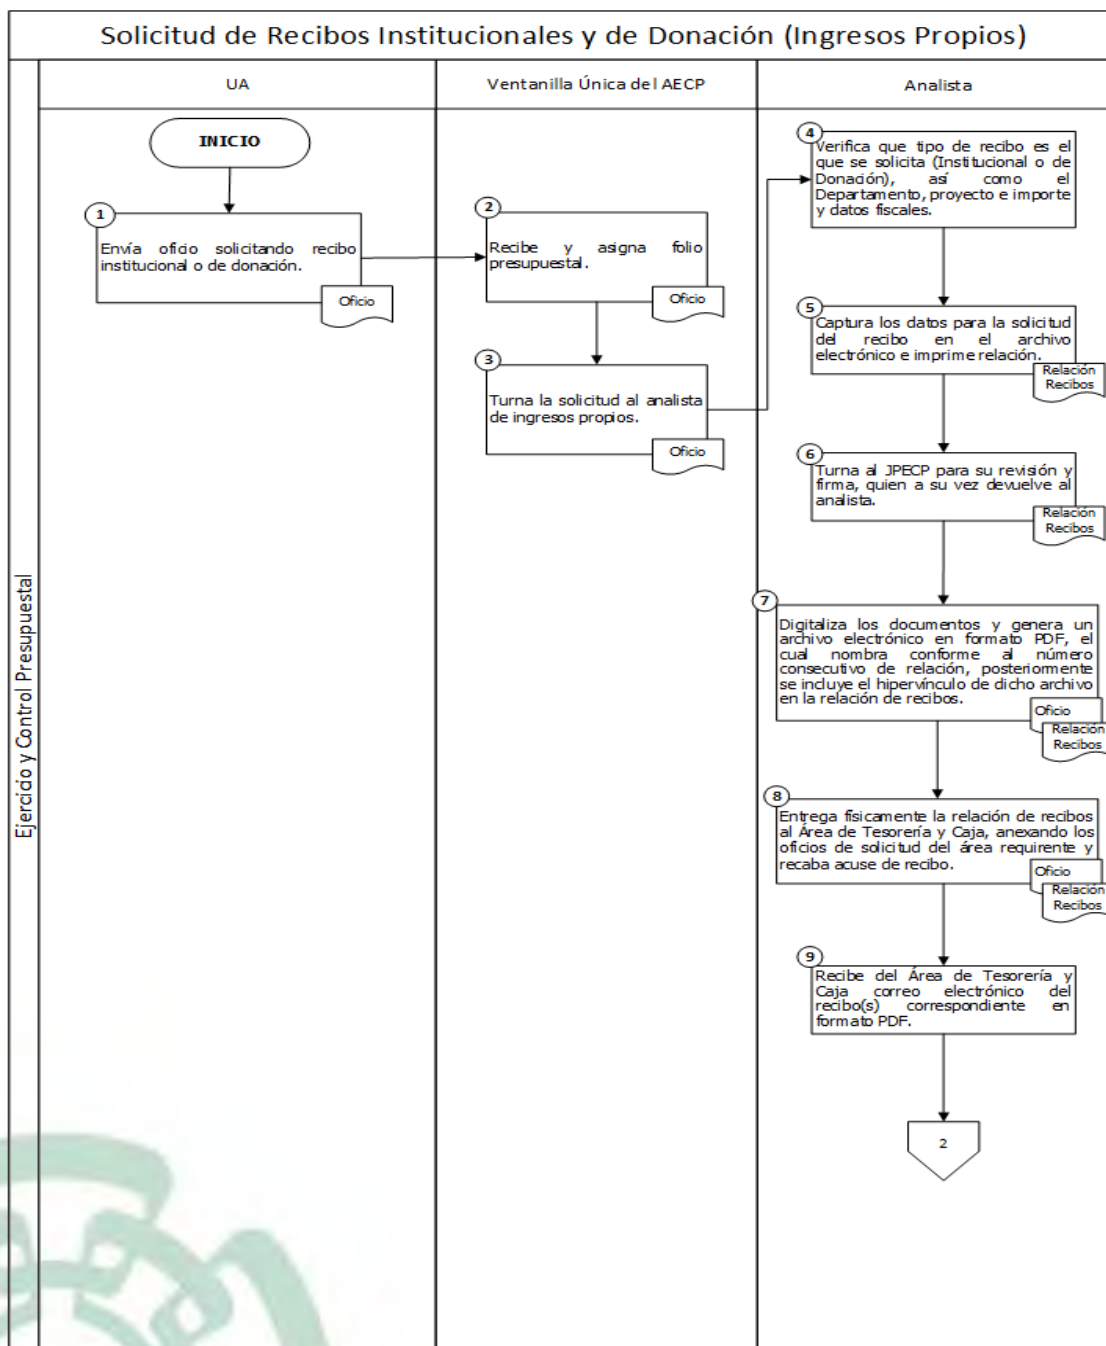 Solicitud de Recibos Institucionales y de Donación (Ingresos Propios)
Ejercicio y Control Presupuestal
UA
Ventanilla Única del AECP
Analista
INICIO
1
Envía oficio solicitando recibo
institucional o de donación.
Oficio
2
Recibe y asigna folio
presupuestal.
Oficio
3
Turna la solicitud al analista
de ingresos propios.
Oficio
4
Verifica que tipo de recibo es el
que se solicita (Institucional o de
Donación), así como el
Departamento, proyecto e importe
y datos fiscales.
5
Captura los datos para la solicitud
del recibo en el archivo
electrónico e imprime relación.
Relación
Recibos
6
Turna al JPECP para su revisión y
firma, quien a su vez devuelve al
analista.
Relación
Recibos
7
Digitaliza los documentos y genera un
archivo electrónico en formato PDF, el
cual nombra conforme al número
consecutivo de relación, posteriormente
se incluye el hipervínculo de dicho archivo
en la relación de recibos.
Oficio
Relación
Recibos
8
Entrega físicamente la relación de recibos
al Área de Tesorería y Caja, anexando los
oficios de solicitud del área requirente y
recaba acuse de recibo.
Oficio
Relación
Recibos
9
Recibe del Área de Tesorería y
Caja correo electrónico del
recibo(s) correspondiente en
formato PDF.
2